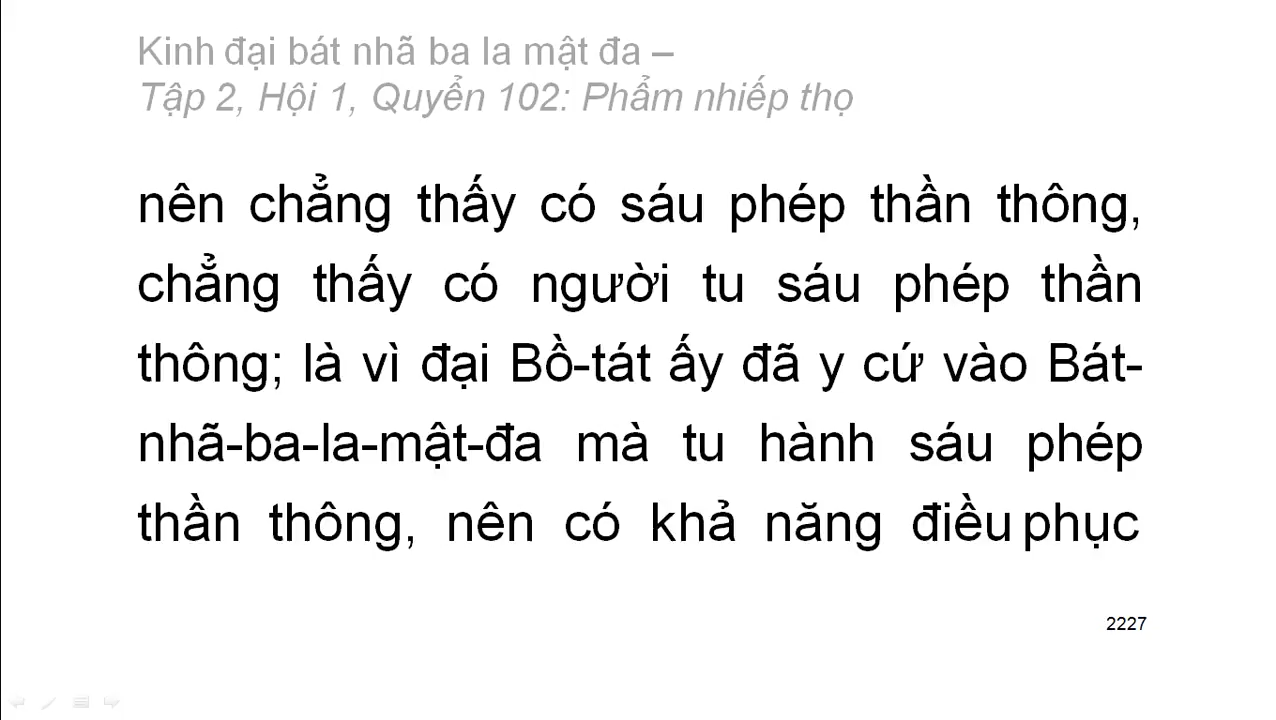 Kinh đại bát nhã ba la mật đa –
Tập 2, Hội 1, Quyển 102: Phẩm nhiếp thọ
nên chẳng thấy có sáu phép thần thông,
chẳng thấy có người tu sáu phép thần
thông; là vì đại Bồ-tát ấy đã y cứ vào Bát-
nhã-ba-la-mật-đa mà tu hành sáu phép
thần thông, nên có khả năng điều phục
2227